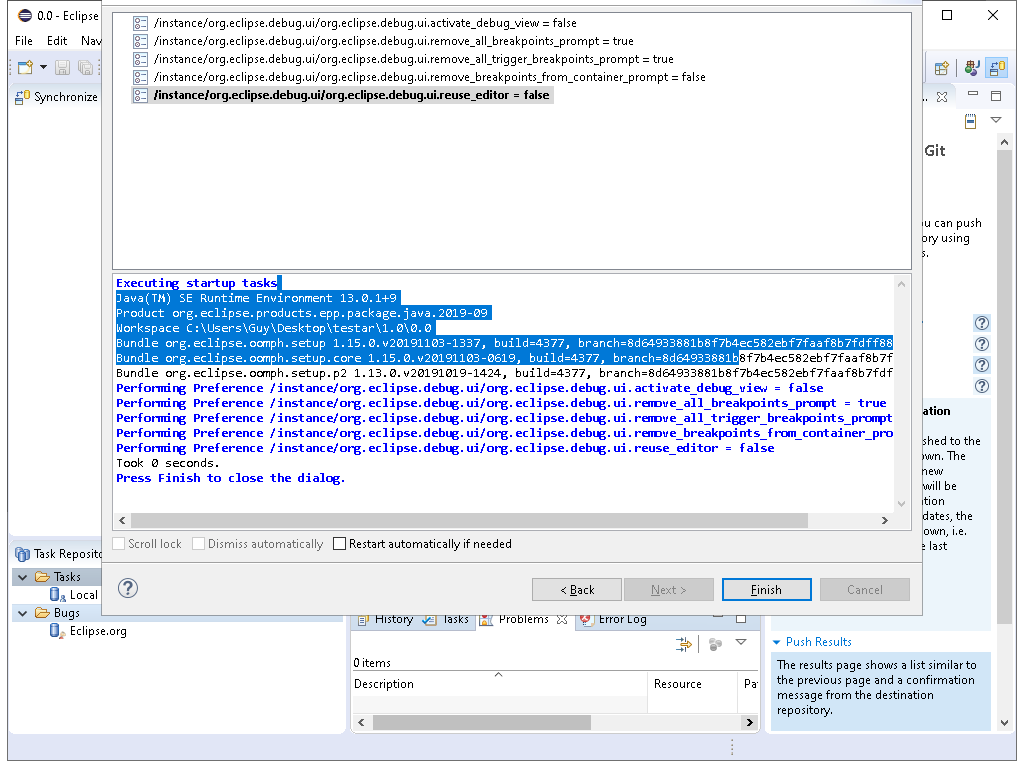 0.0 - Eclipse
File Edit Nav
Synchronize
/instance/org.eclipse.debug.ui/org.eclipse.debug.ui.activate_debug_view = false
/instance/org.eclipse.debug.ui/org.eclipse.debug.ui.remove_all_breakpoints_prompt = true
/instance/org.eclipse.debug.ui/org.eclipse.debug.ui.remove_all_trigger_breakpoints_prompt = true
/instance/org.eclipse.debug.ui/org.eclipse.debug.ui.remove_breakpoints_from_container_prompt = false
/instance/org.eclipse.debug.ui/org.eclipse.debug.ui.reuse_editor = false
Executing startup tasks
Java(TM) SE Runtime Environment 13.0.1+9
Product org.eclipse.products.epp.package.java.2019-09
Workspace C:\Users\Guy\Desktop\testar\1.0\0.0
Bundle org.eclipse.oomph.setup 1.15.0.v20191103-1337, build=4377, branch=8d64933881b8f7b4ec582ebf7faaf8b7fdff88
Bundle org.eclipse.oomph.setup.core 1.15.0.v20191103-0619, build=4377, branch=8d64933881b8f7b4ec582ebf7faaf8b7f
Bundle org.eclipse.oomph.setup.p2 1.13.0.v20191019-1424, build=4377, branch=8d64933881b8f7b4ec582ebf7faaf8b7fdf
Performing Preference /instance/org.eclipse.debug.ui/org.eclipse.debug.ui.activate_debug_view = false
Performing Preference /instance/org.eclipse.debug.ui/org.eclipse.debug.ui.remove_all_breakpoints_prompt = true
Performing Preference /instance/org.eclipse.debug.ui/org.eclipse.debug.ui.remove_all_trigger_breakpoints_prompt
Performing Preference /instance/org.eclipse.debug.ui/org.eclipse.debug.ui.remove_breakpoints_from_container_pro
Performing Preference /instance/org.eclipse.debug.ui/org.eclipse.debug.ui.reuse_editor = false
Took 0 seconds.
Press Finish to close the dialog.
Scroll lock Dismiss automatically Restart automatically if needed
< Back Next > Finish Cancel
Task Reposito
Tasks
Local
Bugs
Eclipse.org
History Tasks Problems Error Log
0 items
Description Resource Pa
Git
u can push
ory using
s.
ation
shed to the
own. The
new
will be
tion
dates, the
own, i.e.
e last
Push Results
The results page shows a list similar to
the previous page and a confirmation
message from the destination
repository.